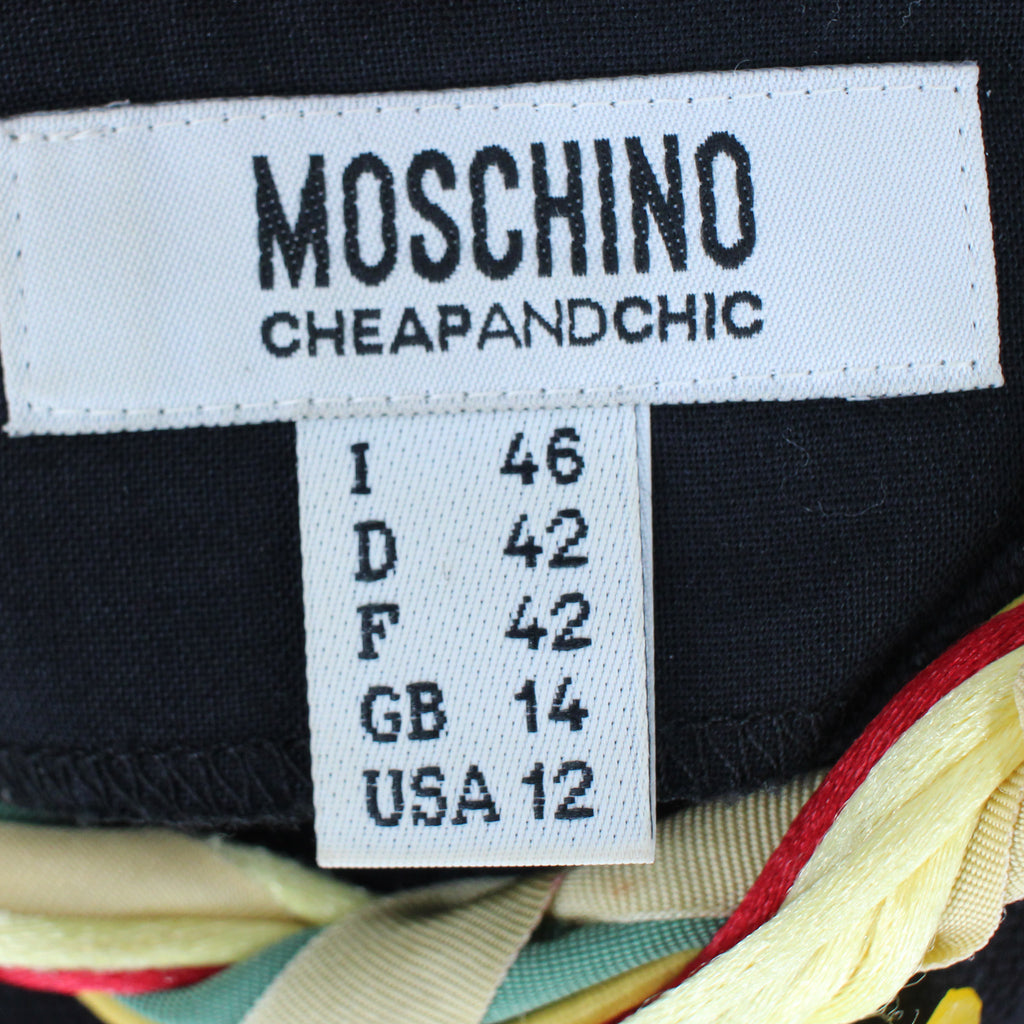 MOSCHINO
CHEAPANDCHIC
I 46
D 42
F 42
GB 14
USA 12